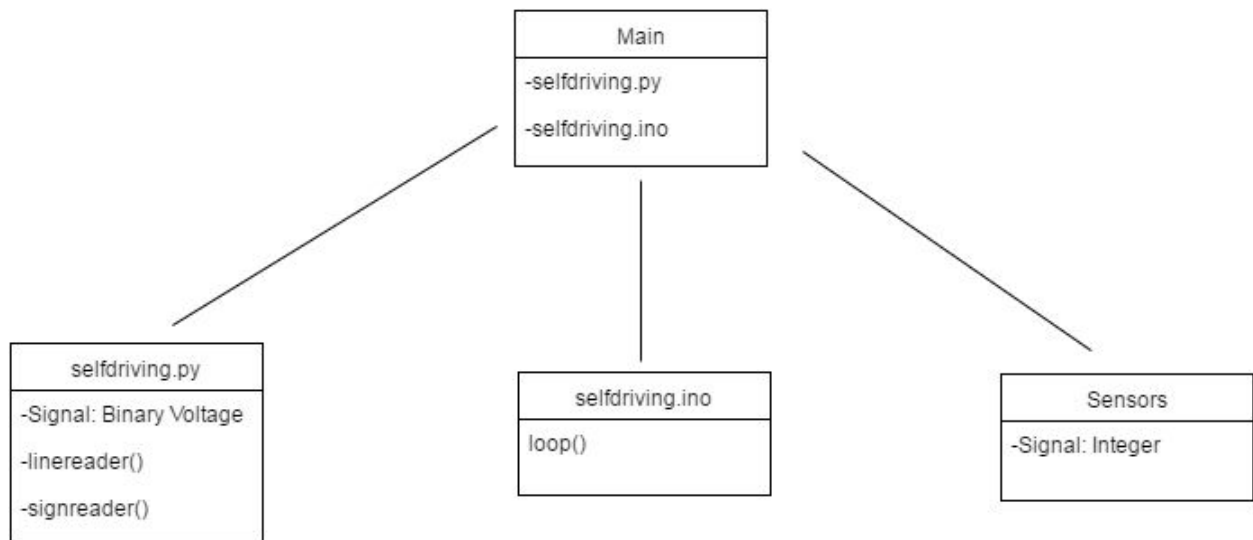 Main
-selfdriving.py
-selfdriving.ino
selfdriving.py
-Signal: Binary Voltage
-linereader()
-signreader()
selfdriving.ino
loop()
Sensors
-Signal: Integer